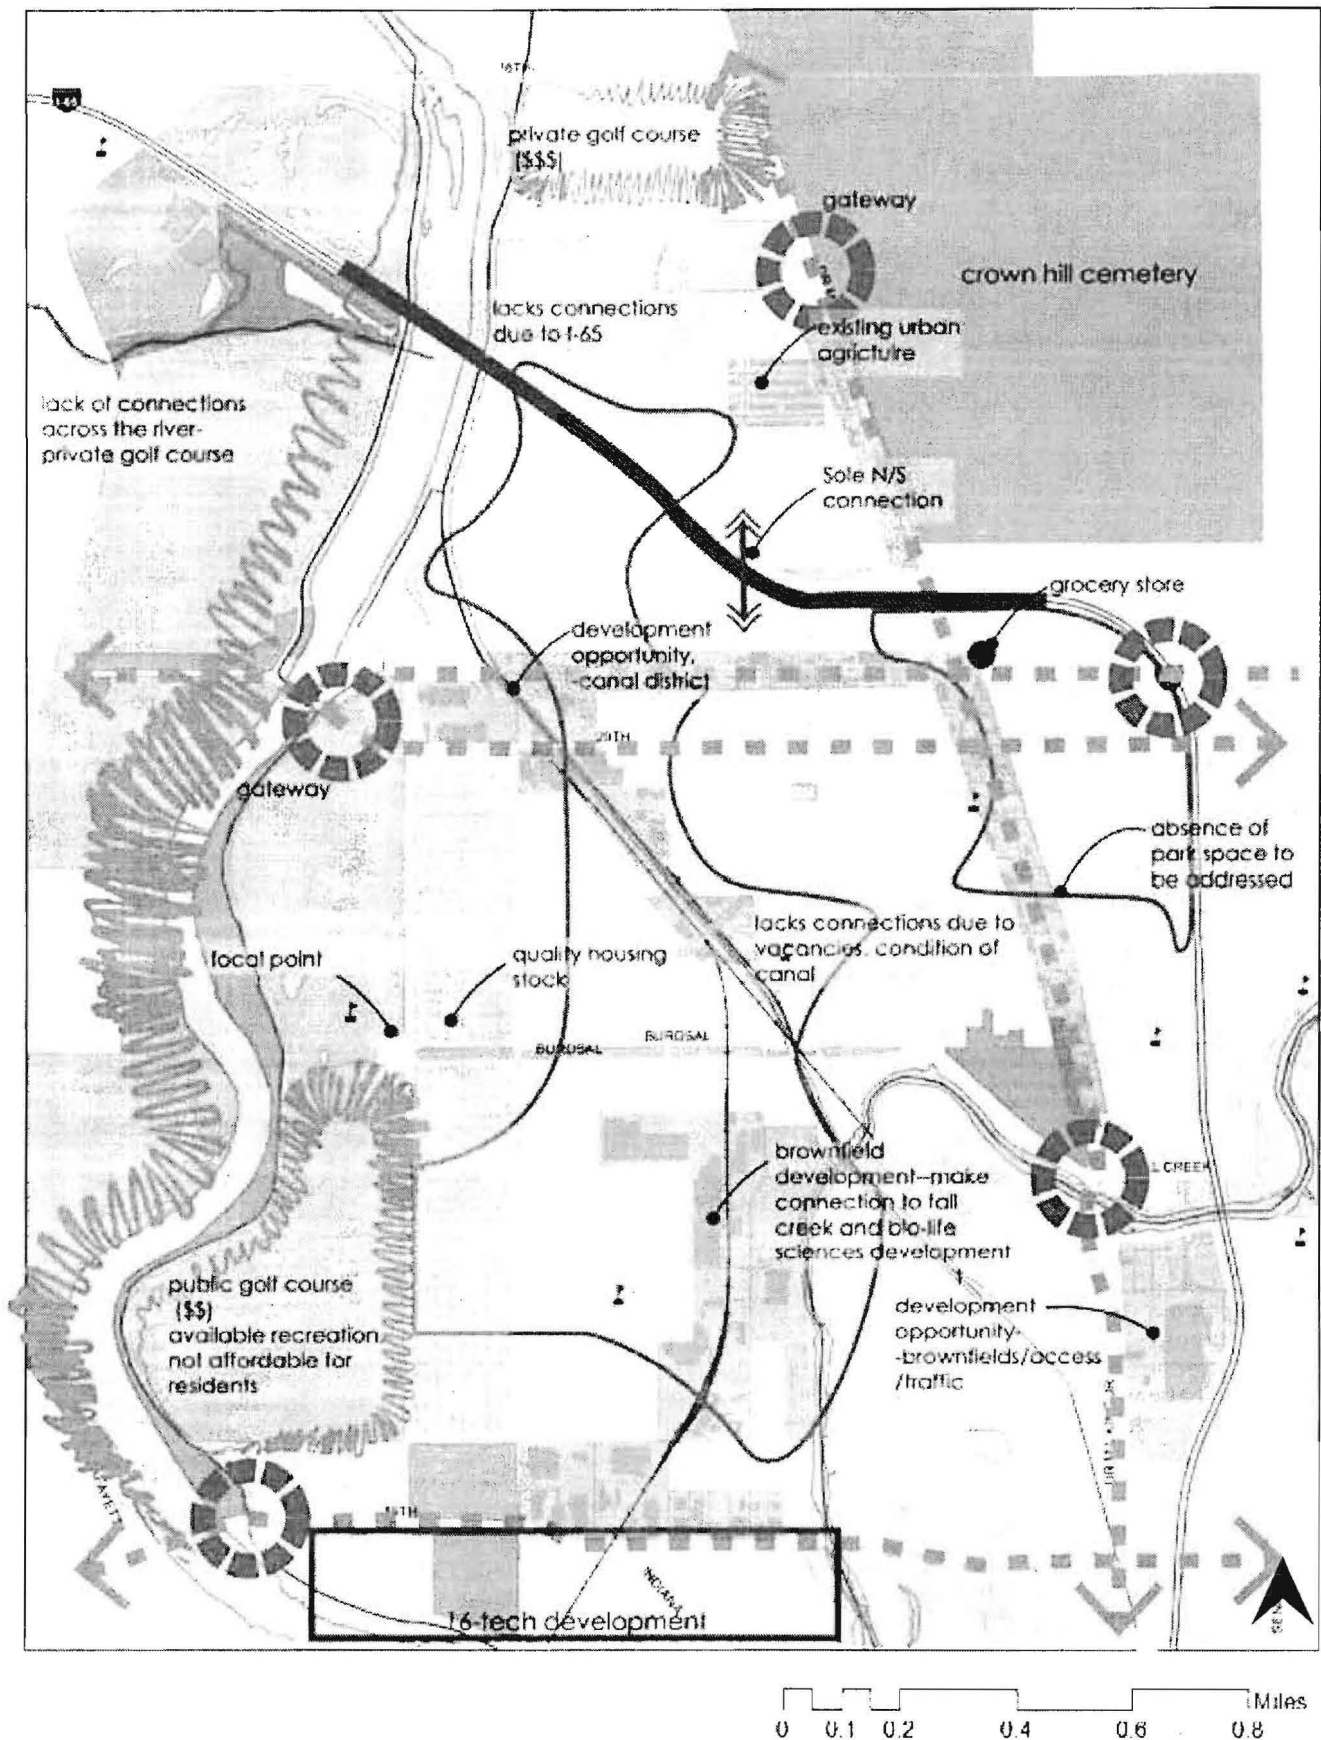 I-65
private golf course
($$$)
gateway
crown hill cemetery
lacks connections
due to I-65
existing urban
agricture
lack of connections
across the river-
private golf course
Sole N/S
connection
grocery store
development
opportunity,
-canal district
29TH
gateway
absence of
park space to
be addressed
lacks connections due to
vacancies, condition of
canal
focal point
quality housing
stock
BURDSAL
BURDSAL
brownfield
development--make
connection to fall
creek and bio-life
sciences development
L CREEK
public golf course
($$)
available recreation
not affordable for
residents
development
opportunity-
-brownfields/access
/traffic
16TH
INDIANA
16-tech development
Miles
0 0.1 0.2 0.4 0.6 0.8